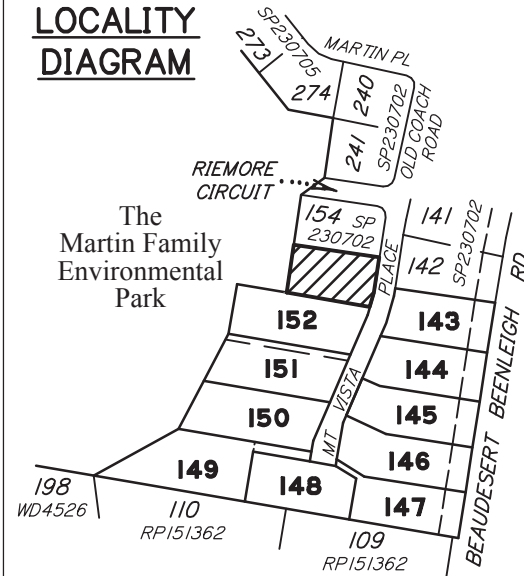 LOCALITY
DIAGRAM
SP230705
273
274
MARTIN PL
240
241
SP230702
OLD COACH
ROAD
RIEMORE
CIRCUIT
The
Martin Family
Environmental
Park
154 SP
230702
141
142
SP230702
PLACE
MT VISTA
152
151
150
149
148
143
144
145
146
147
BEAUDESERT BEENLEIGH RD
198
WD4526
110
RP151362
109
RP151362